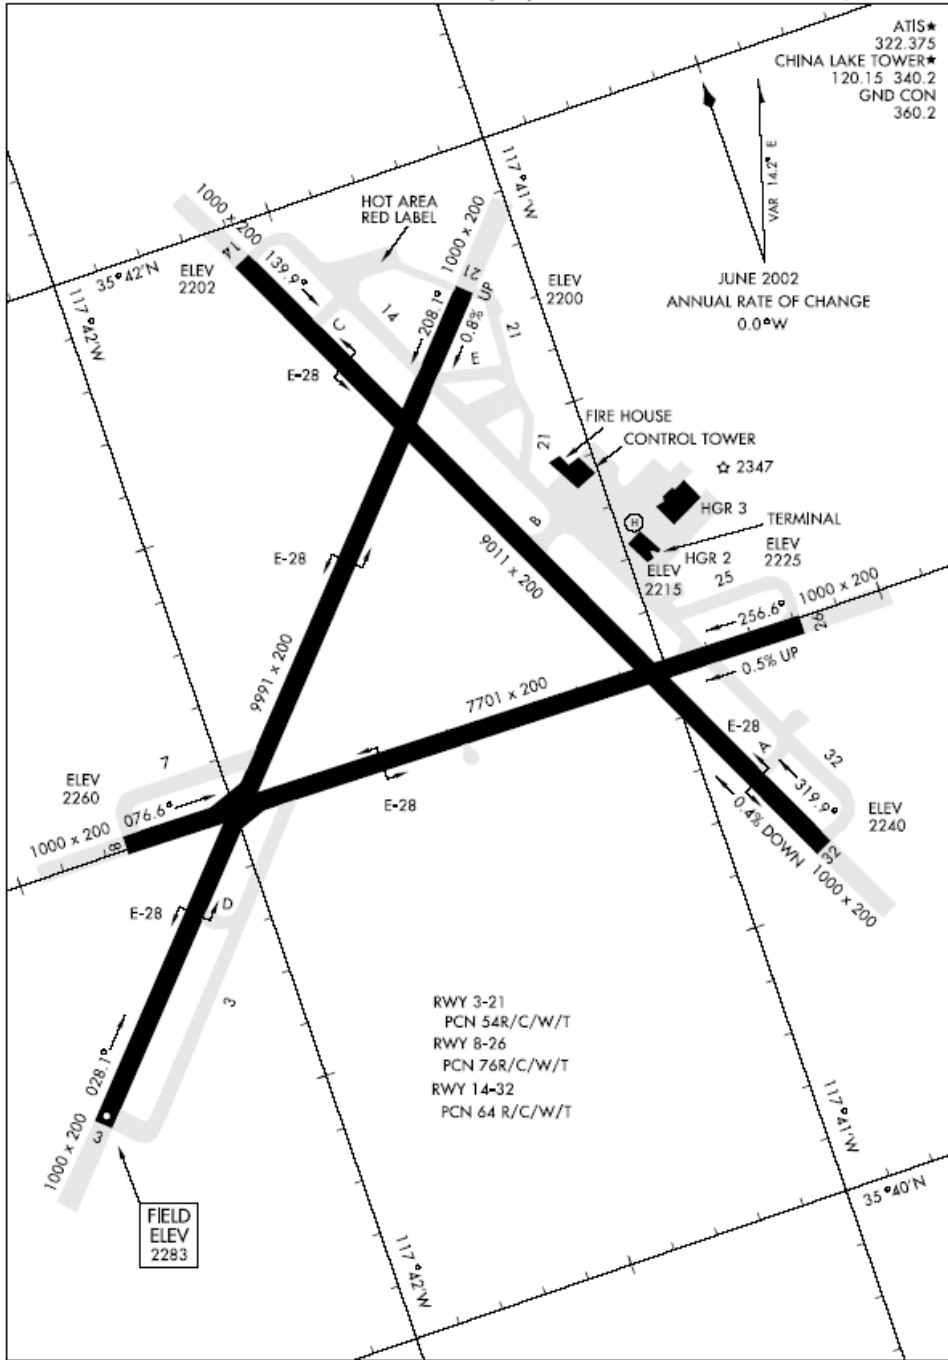 ATIS★
322.375
CHINA LAKE TOWER★
120.15 340.2
GND CON
360.2
VAR 14.2° E
JUNE 2002
ANNUAL RATE OF CHANGE
0.0°W
117°41'W
35°42'N
117°42'W
1000 x 200
14
139.9°
ELEV
2202
HOT AREA
RED LABEL
1000 x 200
21
208.1°
0.8% UP
ELEV
2200
C
14
E
21
E-28
21
FIRE HOUSE
CONTROL TOWER
☆ 2347
HGR 3
H
TERMINAL
HGR 2
ELEV
2215
25
ELEV
2225
B
9011 x 200
E-28
256.6°
1000 x 200
26
0.5% UP
9991 x 200
7701 x 200
E-28
A
32
319.9°
0.4% DOWN
32
1000 x 200
ELEV
2240
7
ELEV
2260
076.6°
1000 x 200
8
E-28
E-28
D
3
028.1°
3
1000 x 200
FIELD
ELEV
2283
RWY 3-21
PCN 54R/C/W/T
RWY 8-26
PCN 76R/C/W/T
RWY 14-32
PCN 64 R/C/W/T
117°41'W
35°40'N
117°42'W